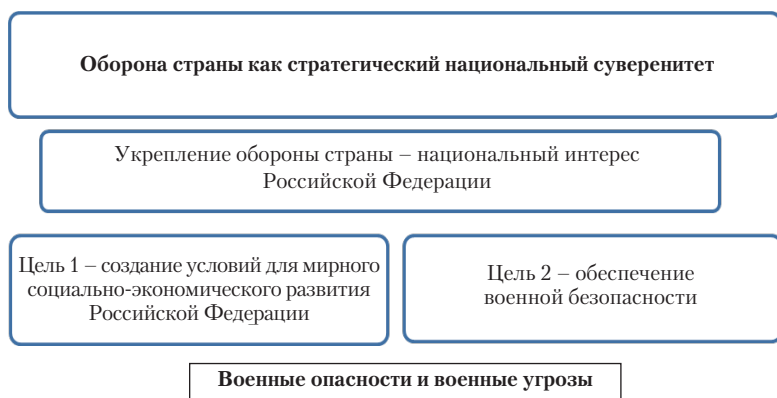 Оборона страны как стратегический национальный суверенитет
Укрепление обороны страны – национальный интерес
Российской Федерации
Цель 1 – создание условий для мирного
социально-экономического развития
Российской Федерации
Цель 2 – обеспечение
военной безопасности
Военные опасности и военные угрозы